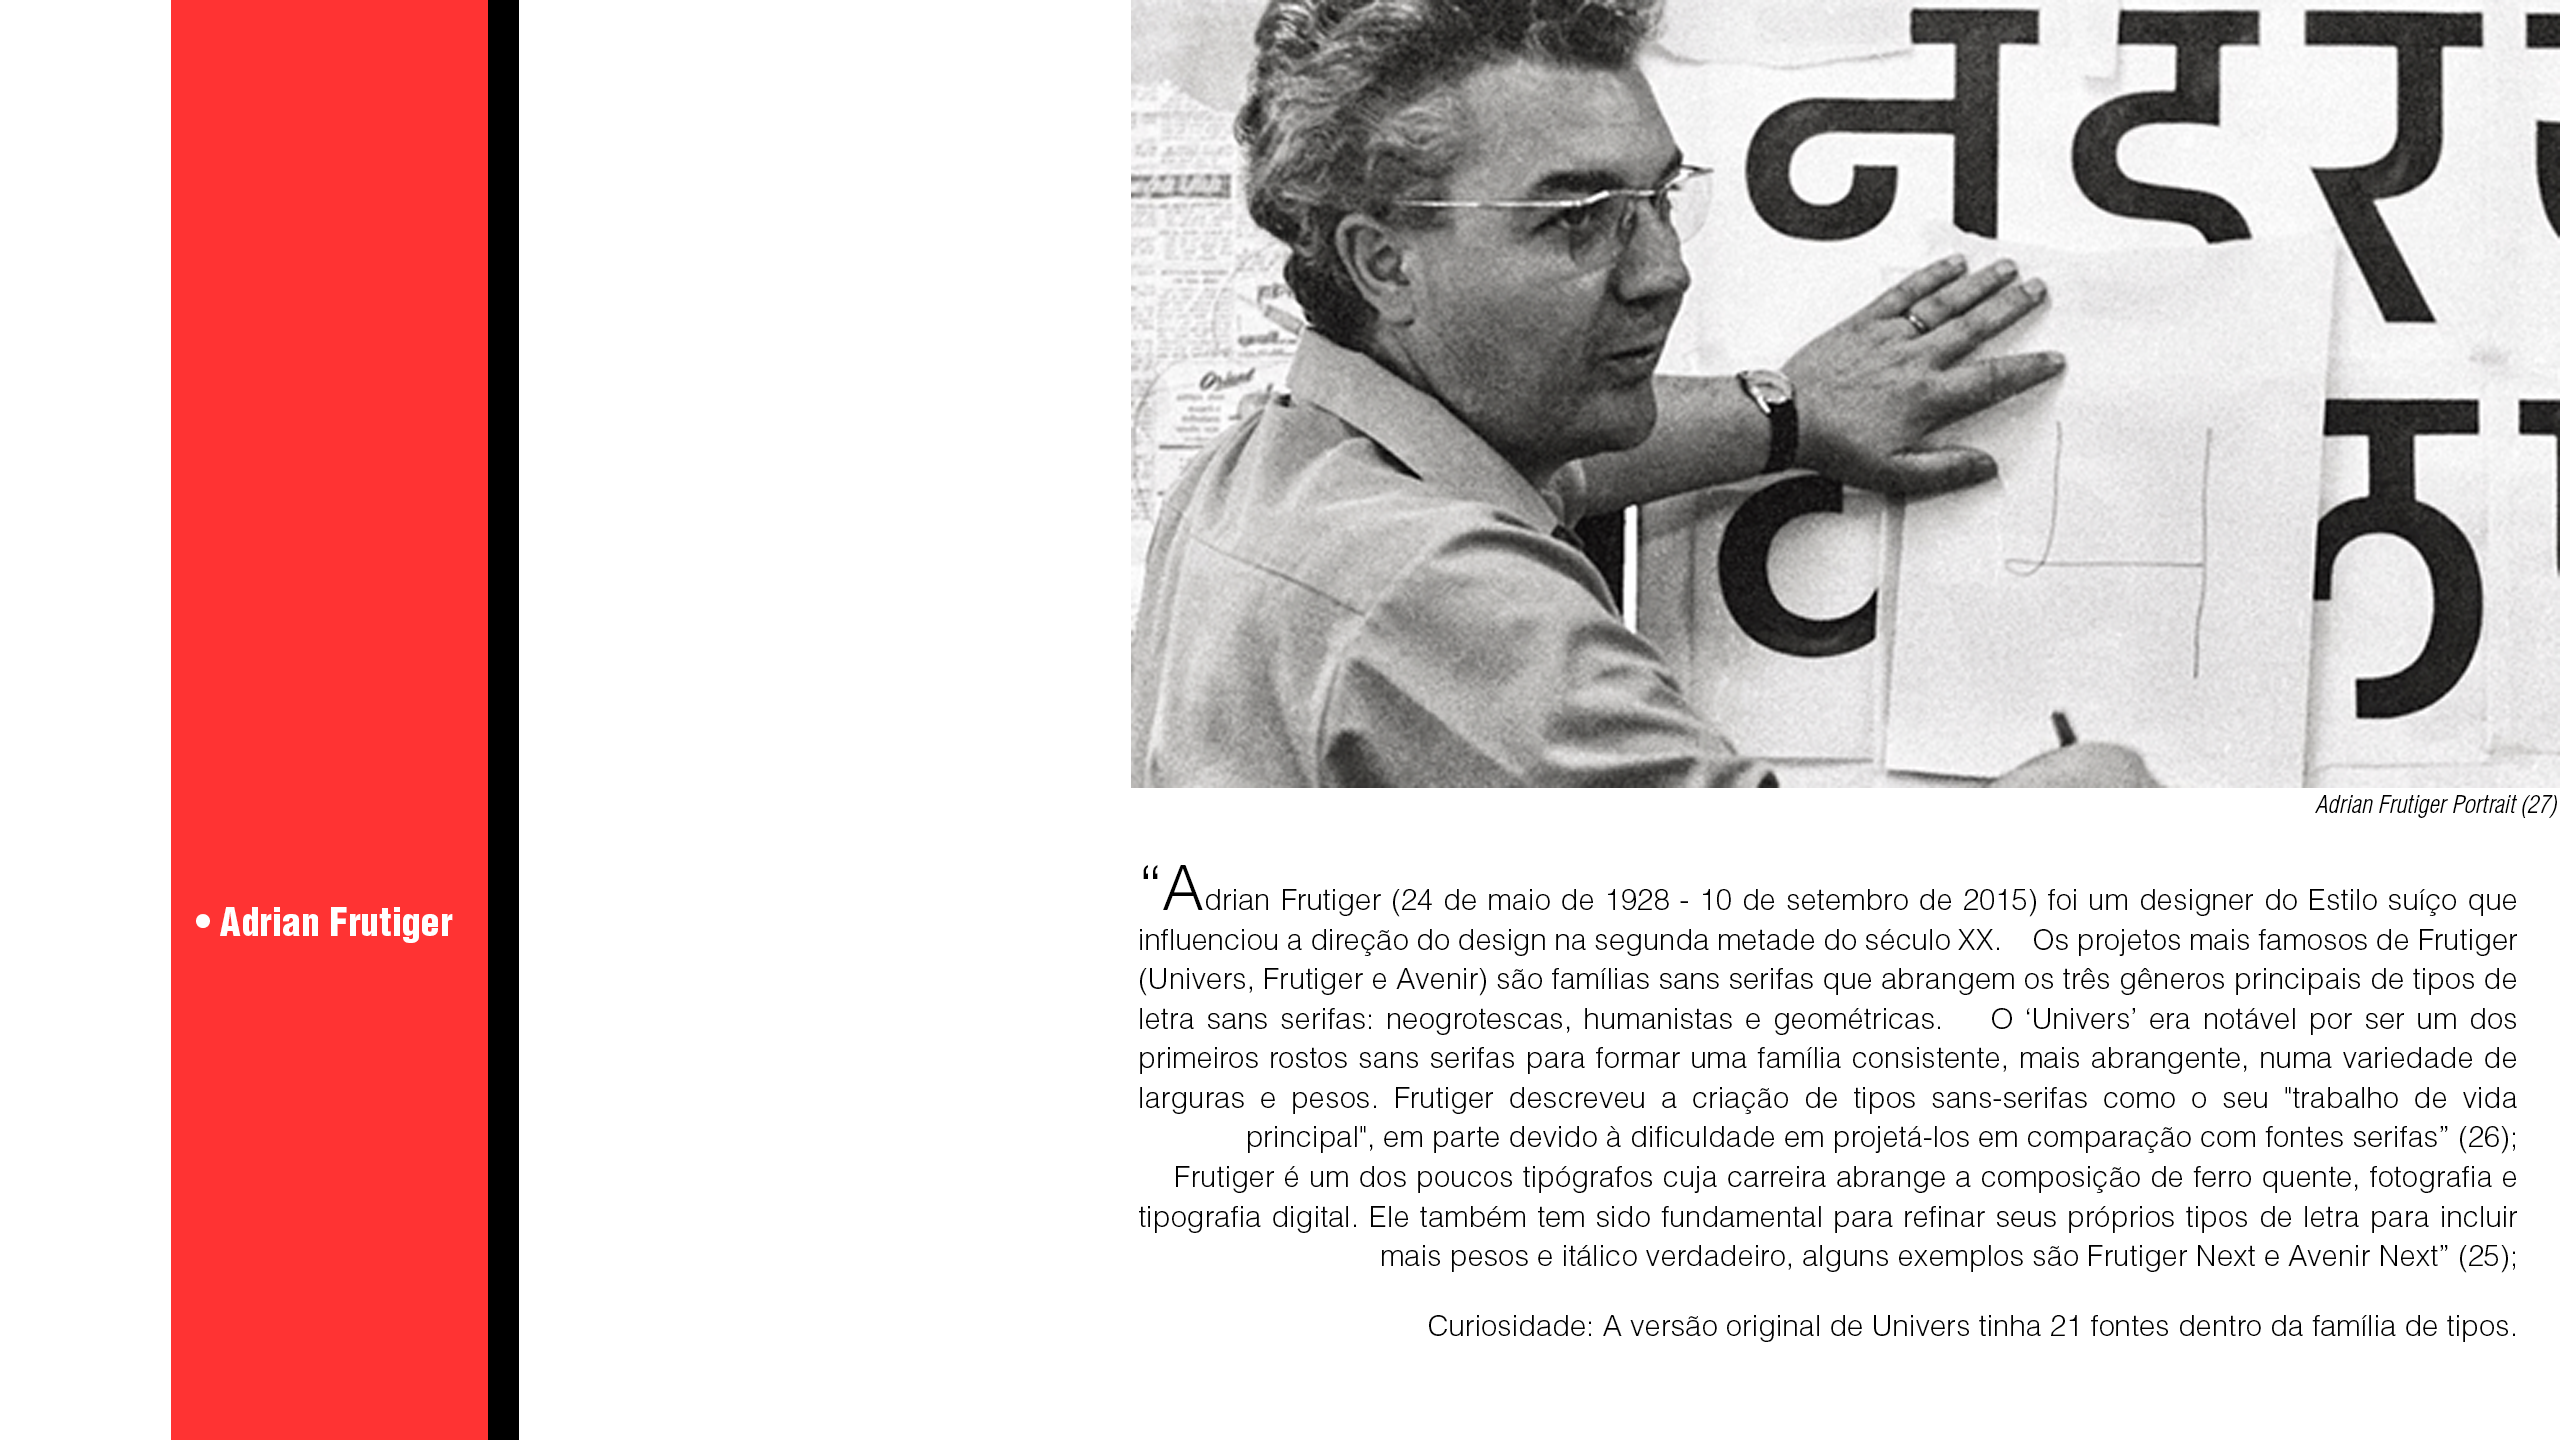 न ट र
ठ
Orient
Adrian Frutiger Portrait (27)
• Adrian Frutiger
“Adrian Frutiger (24 de maio de 1928 - 10 de setembro de 2015) foi um designer do Estilo suíço que
influenciou a direção do design na segunda metade do século XX. Os projetos mais famosos de Frutiger
(Univers, Frutiger e Avenir) são famílias sans serifas que abrangem os três gêneros principais de tipos de
letra sans serifas: neogrotescas, humanistas e geométricas. O ‘Univers’ era notável por ser um dos
primeiros rostos sans serifas para formar uma família consistente, mais abrangente, numa variedade de
larguras e pesos. Frutiger descreveu a criação de tipos sans-serifas como o seu "trabalho de vida
principal", em parte devido à dificuldade em projetá-los em comparação com fontes serifas” (26);
Frutiger é um dos poucos tipógrafos cuja carreira abrange a composição de ferro quente, fotografia e
tipografia digital. Ele também tem sido fundamental para refinar seus próprios tipos de letra para incluir
mais pesos e itálico verdadeiro, alguns exemplos são Frutiger Next e Avenir Next” (25);
Curiosidade: A versão original de Univers tinha 21 fontes dentro da família de tipos.